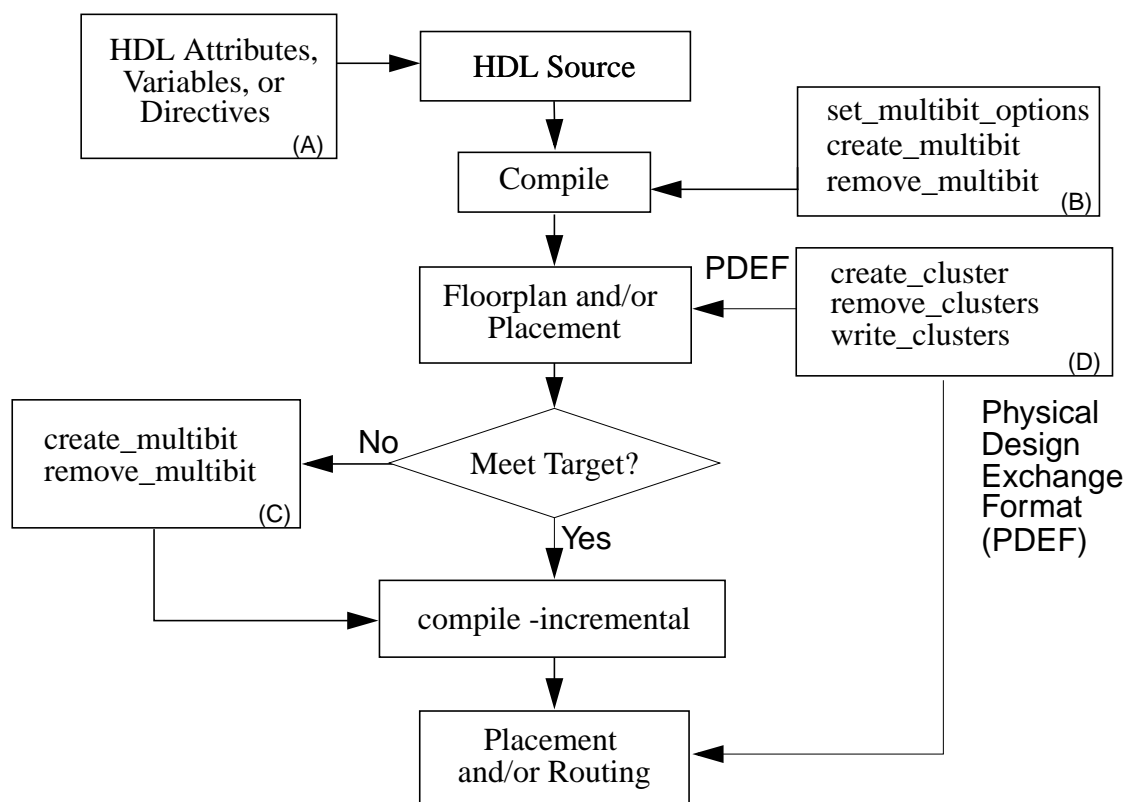 HDL Attributes,
Variables, or
Directives
(A)
HDL Source
set_multibit_options
create_multibit
remove_multibit
(B)
Compile
PDEF
create_cluster
remove_clusters
write_clusters
(D)
Floorplan and/or
Placement
Physical
Design
Exchange
Format
(PDEF)
create_multibit
remove_multibit
(C)
No
Meet Target?
Yes
compile -incremental
Placement
and/or Routing